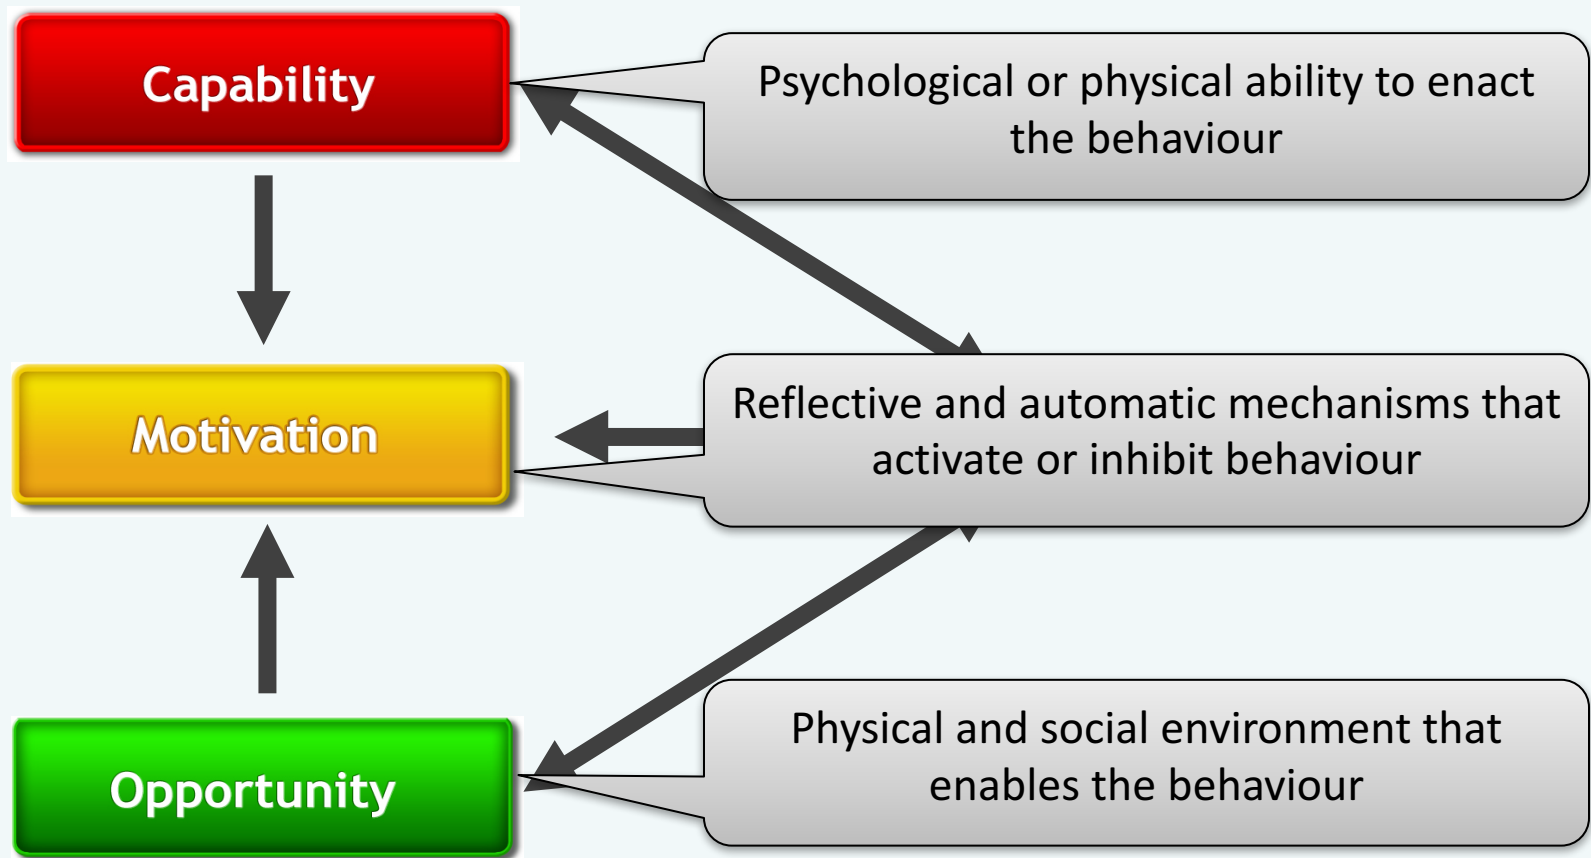 Capability
Psychological or physical ability to enact
the behaviour
Motivation
Reflective and automatic mechanisms that
activate or inhibit behaviour
Opportunity
Physical and social environment that
enables the behaviour